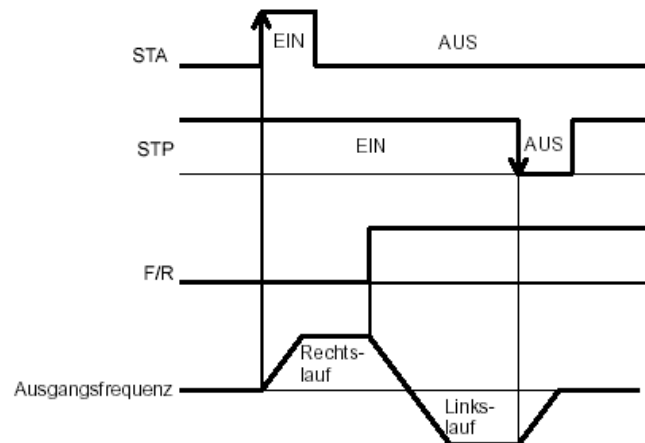 EIN
AUS
STA
EIN
AUS
STP
F/R
Rechts-
lauf
Ausgangsfrequenz
Links-
lauf